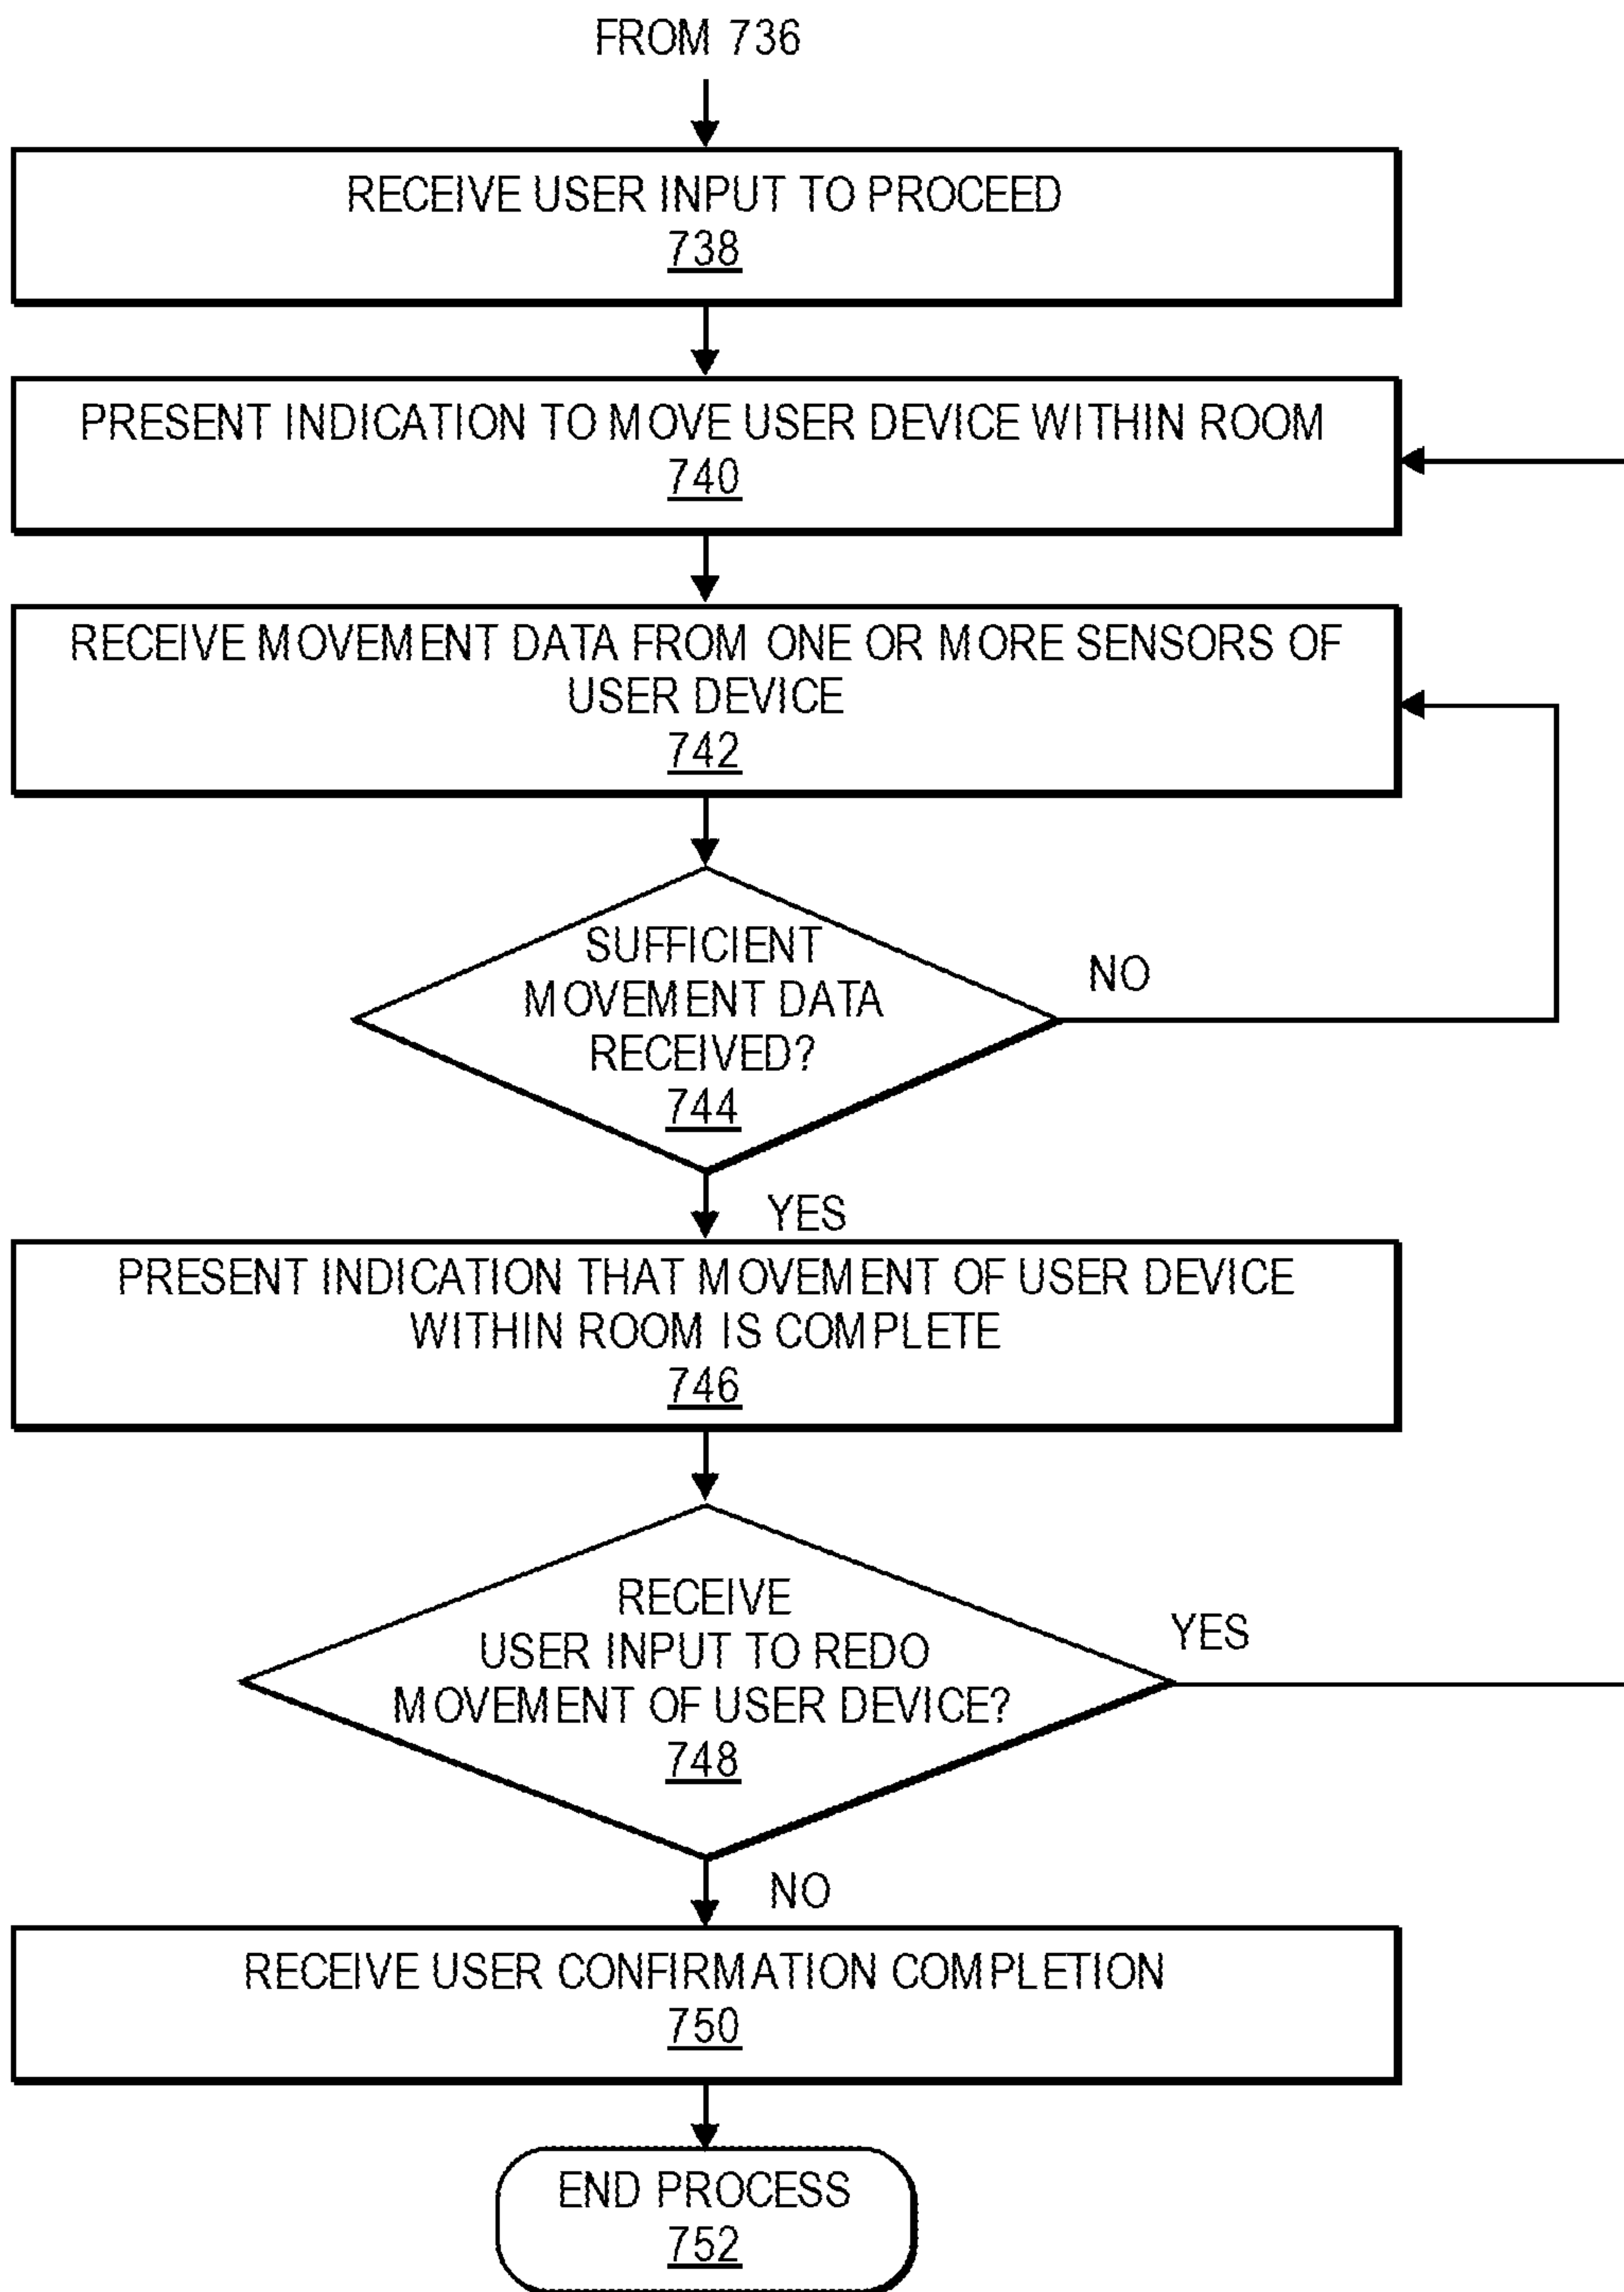 FROM 736
RECEIVE USER INPUT TO PROCEED
738
PRESENT INDICATION TO MOVE USER DEVICE WITHIN ROOM
740
RECEIVE MOVEMENT DATA FROM ONE OR MORE SENSORS OF
USER DEVICE
742
SUFFICIENT
MOVEMENT DATA
RECEIVED?
744
NO
YES
PRESENT INDICATION THAT MOVEMENT OF USER DEVICE
WITHIN ROOM IS COMPLETE
746
RECEIVE
USER INPUT TO REDO
MOVEMENT OF USER DEVICE?
748
YES
NO
RECEIVE USER CONFIRMATION COMPLETION
750
END PROCESS
752